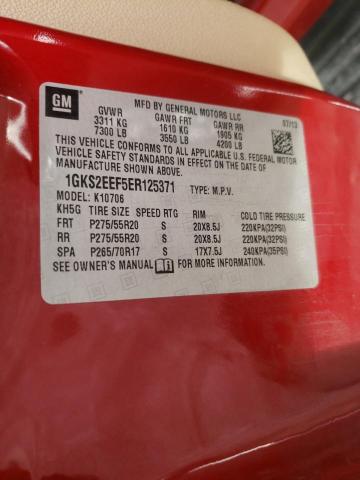 GM
MFD BY GENERAL MOTORS LLC
07/13
GVWR GAWR FRT GAWR RR
3311 KG 1610 KG 1905 KG
7300 LB 3550 LB 4200 LB
THIS VEHICLE CONFORMS TO ALL APPLICABLE U.S. FEDERAL MOTOR
VEHICLE SAFETY STANDARDS IN EFFECT ON THE DATE OF
MANUFACTURE SHOWN ABOVE.
1GKS2EEF5ER125371 TYPE: M.P.V.
MODEL: K10706
KH5G TIRE SIZE SPEED RTG RIM COLD TIRE PRESSURE
FRT P275/55R20 S 20X8.5J 220KPA(32PSI)
RR P275/55R20 S 20X8.5J 220KPA(32PSI)
SPA P265/70R17 S 17X7.5J 240KPA(35PSI)
SEE OWNER'S MANUAL FOR MORE INFORMATION.